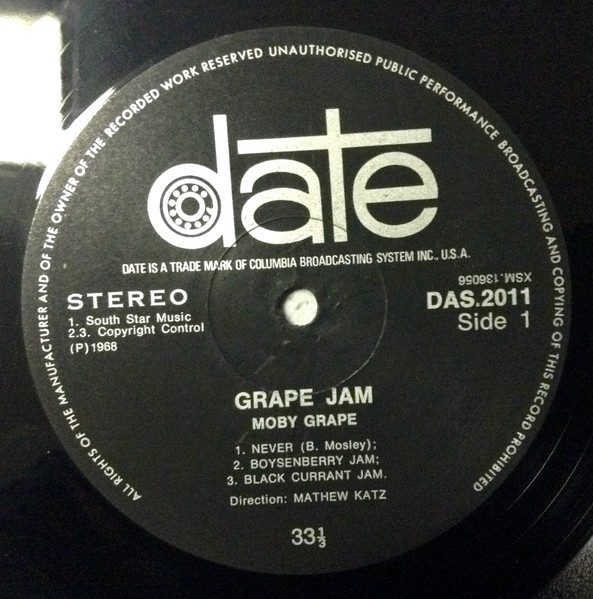 ALL RIGHTS OF THE MANUFACTURER AND OF THE OWNER OF THE RECORDED WORK RESERVED UNAUTHORISED PUBLIC PERFORMANCE BROADCASTING AND COPYING OF THIS RECORD PROHIBITED
date
DATE IS A TRADE MARK OF COLUMBIA BROADCASTING SYSTEM INC., U.S.A.
XSM.136056
STEREO
DAS.2011
1. South Star Music
Side 1
2.3. Copyright Control
(P)1968
GRAPE JAM
MOBY GRAPE
1. NEVER (B. Mosley);
2. BOYSENBERRY JAM;
3. BLACK CURRANT JAM.
Direction: MATHEW KATZ
33⅓